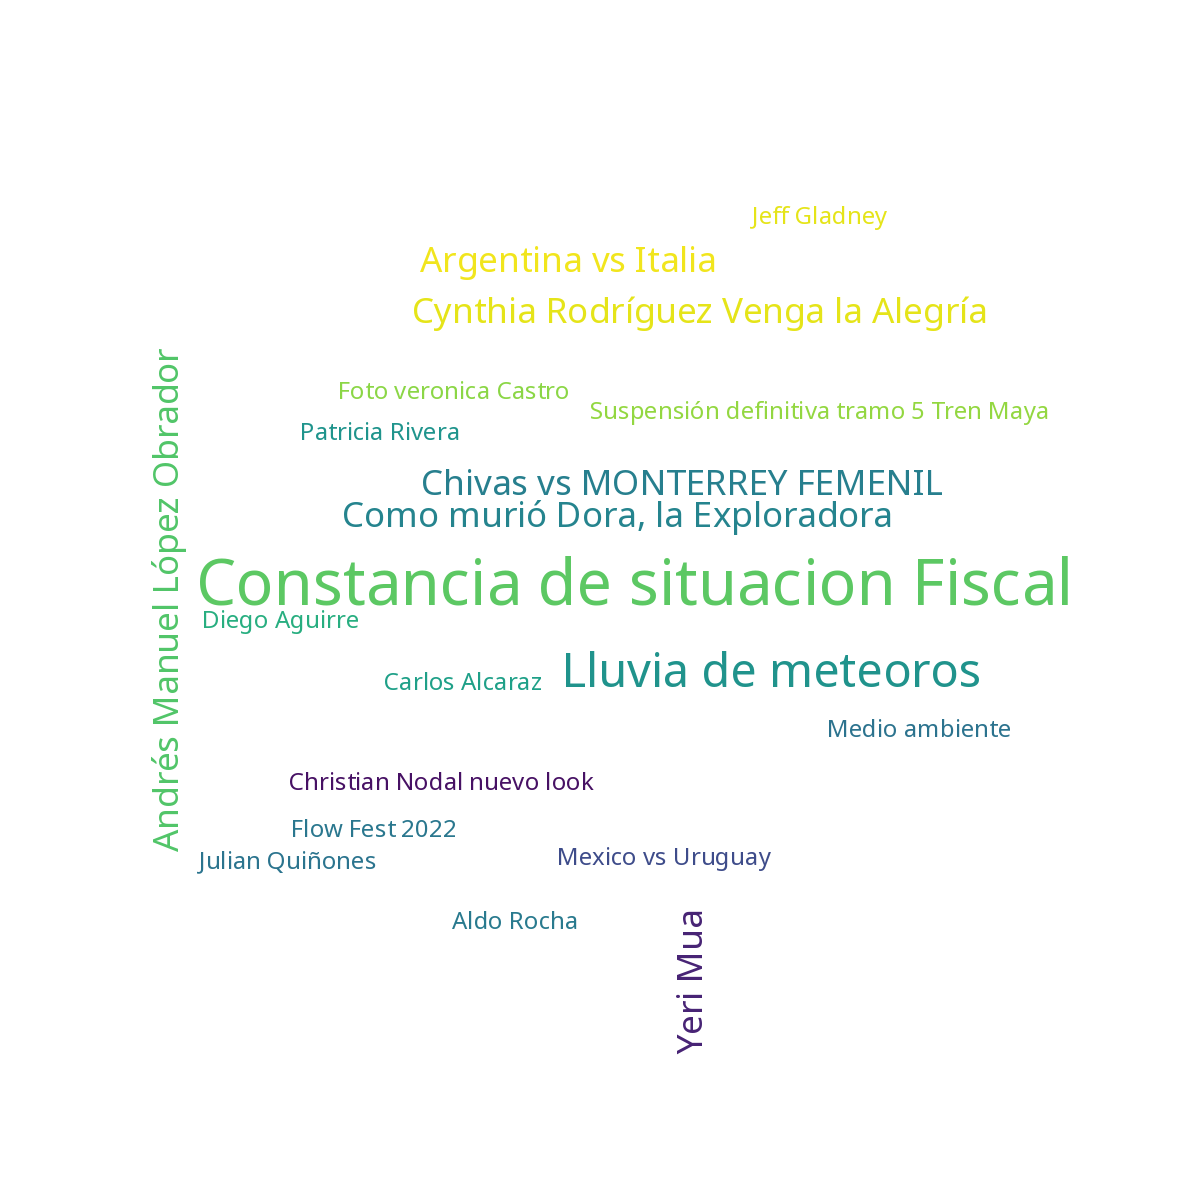 Jeff Gladney
Argentina vs Italia
Cynthia Rodríguez Venga la Alegría
Foto veronica Castro
Suspensión definitiva tramo 5 Tren Maya
Patricia Rivera
Chivas vs MONTERREY FEMENIL
Como murió Dora, la Exploradora
Andrés Manuel López Obrador
Constancia de situacion Fiscal
Diego Aguirre
Lluvia de meteoros
Carlos Alcaraz
Medio ambiente
Christian Nodal nuevo look
Flow Fest 2022
Mexico vs Uruguay
Julian Quiñones
Aldo Rocha
Yeri Mua